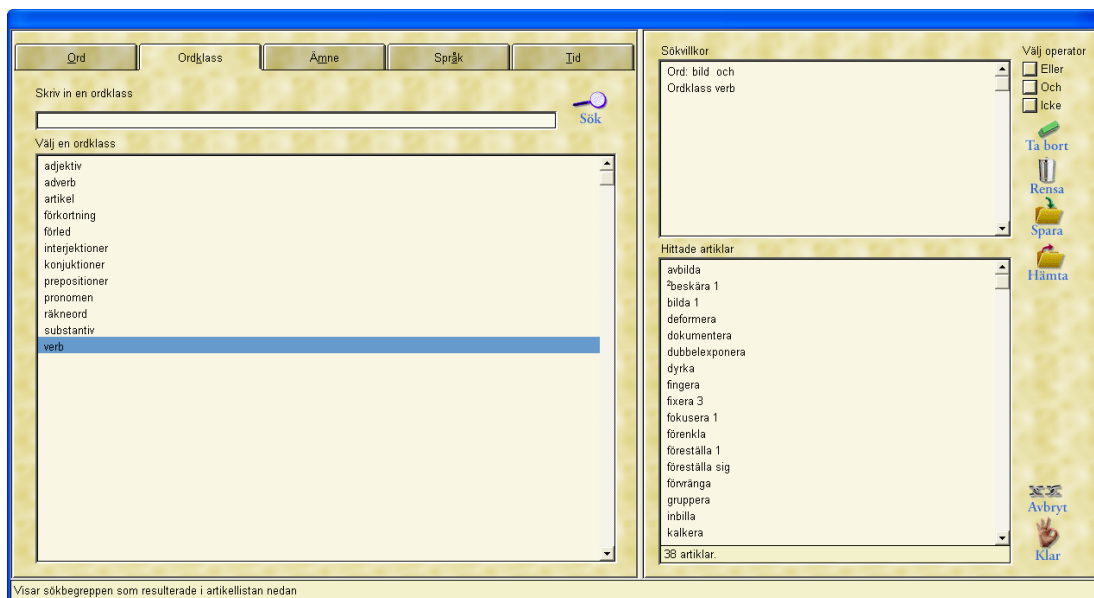 Ord
Ordklass
Ämne
Språk
Tid
Skriv in en ordklass
Sök
Välj en ordklass
adjektiv
adverb
artikel
förkortning
förled
interjektioner
konjuktioner
prepositioner
pronomen
räkneord
substantiv
verb
Sökvillkor
Ord: bild och
Ordklass verb
Välj operator
Eller
Och
Icke
Ta bort
Rensa
Spara
Hämta
Hittade artiklar
avbilda
²beskära 1
bilda 1
deformera
dokumentera
dubbelexponera
dyrka
fingera
fixera 3
fokusera 1
förenkla
föreställa 1
föreställa sig
förvränga
gruppera
inbilla
kalkera
38 artiklar.
Avbryt
Klar
Visar sökbegreppen som resulterade i artikellistan nedan